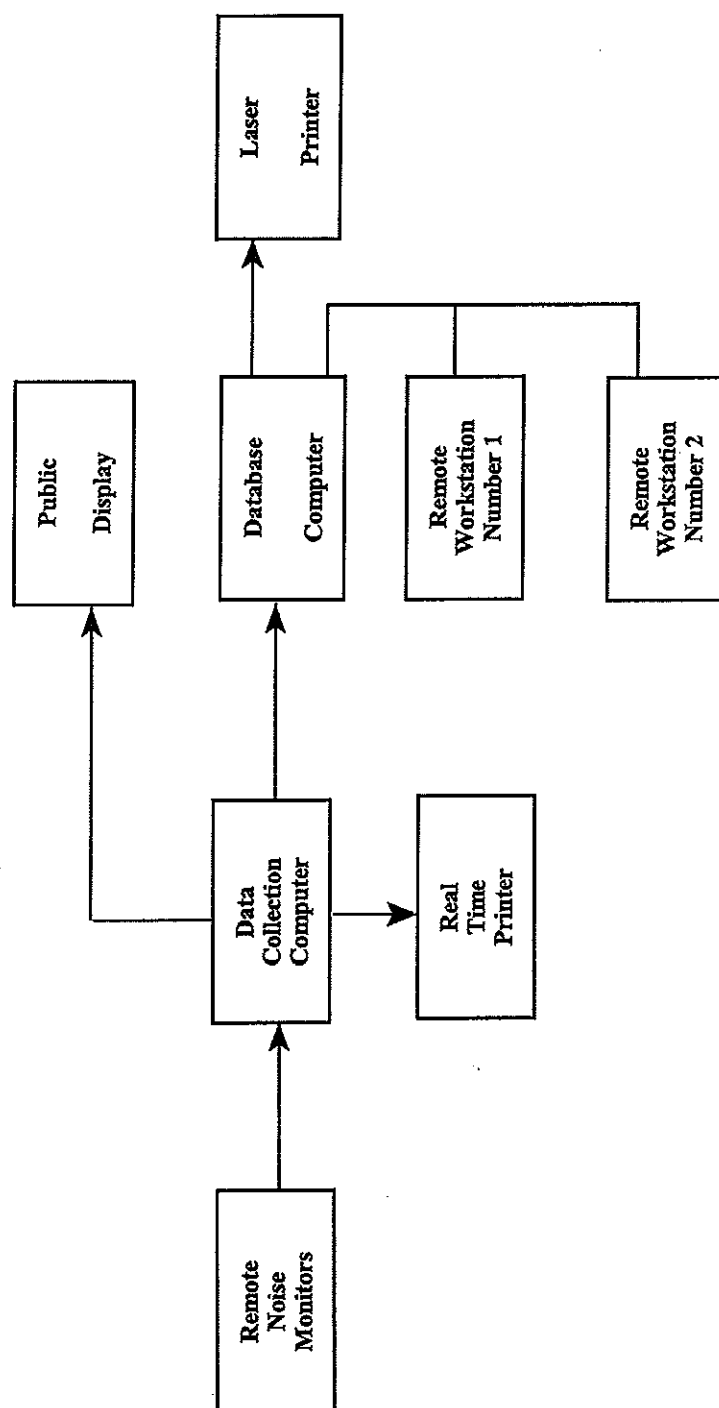 Public
Display
Laser
Printer
Database
Computer
Remote
Workstation
Number 1
Remote
Workstation
Number 2
Data
Collection
Computer
Real
Time
Printer
Remote
Noise
Monitors